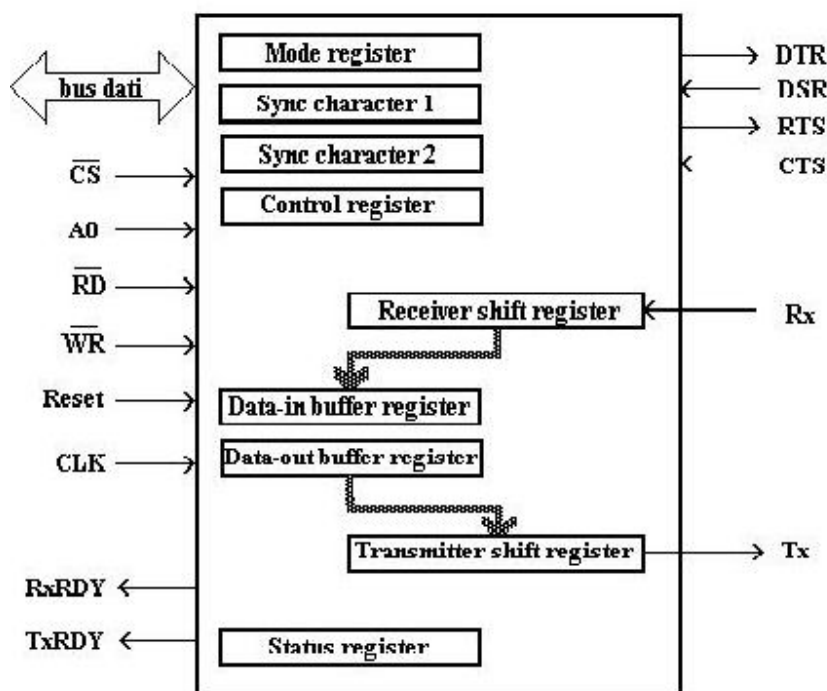 Mode register
DTR
bus dati
DSR
Sync character 1
RTS
Sync character 2
CTS
CS
Control register
A0
RD
Receiver shift register
Rx
WR
Reset
Data-in buffer register
CLK
Data-out buffer register
Transmitter shift register
Tx
RxRDY
TxRDY
Status register